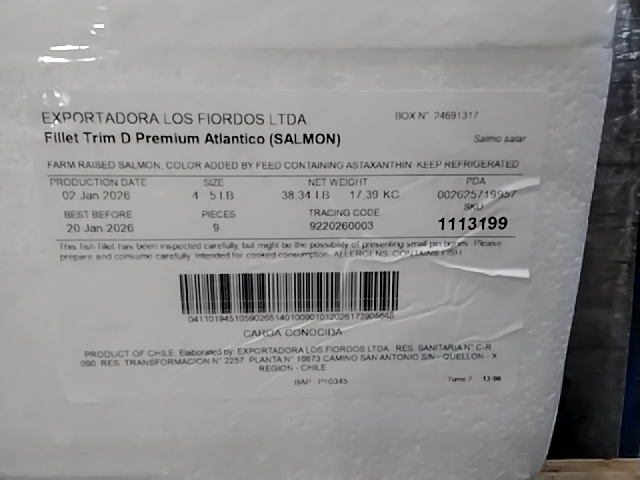 EXPORTADORA LOS FIORDOS LTDA. BOX N° 24691317
Fillet Trim D Premium Atlantico (SALMON) Salmo salar
FARM RAISED SALMON, COLOR ADDED BY FEED CONTAINING ASTAXANTHIN. KEEP REFRIGERATED
PRODUCTION DATE SIZE NET WEIGHT PDA
02 Jan 2026 4 5 LB 38,34 LB 17,39 KG 002625719957
BEST BEFORE PIECES TRACING CODE SKU
20 Jan 2026 9 9220260003 1113199
This fish fillet has been inspected carefully, but might be the possibility of presenting small pin bones. Please
prepare and consume carefully. Intended for cooked consumption. ALLERGENS: CONTAINS FISH
CARGA CONOCIDA
PRODUCT OF CHILE. Elaborated by: EXPORTADORA LOS FIORDOS LTDA. RES. SANITARIA N° C-R
090. RES. TRANSFORMACION N° 2257. PLANTA N° 10673 CAMINO SAN ANTONIO S/N - QUELLON - X
REGION - CHILE
BAP P10345 Turno 2 13:06